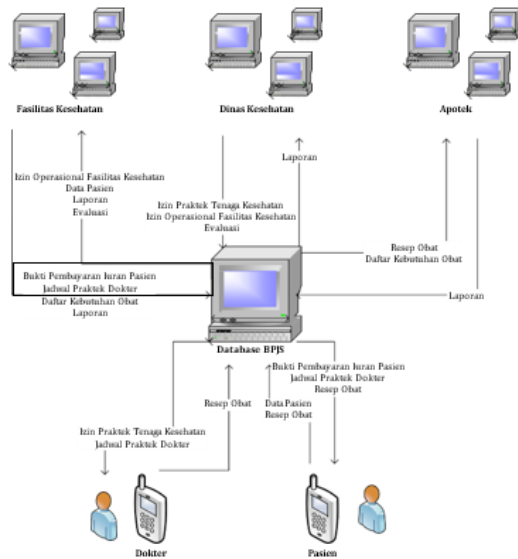 Fasilitas Kesehatan
Dinas Kesehatan
Apotek
Izin Operasional Fasilitas Kesehatan
Data Pasien
Laporan
Evaluasi
Izin Praktek Tenaga Kesehatan
Izin Operasional Fasilitas Kesehatan
Evaluasi
Laporan
Resep Obat
Daftar Kebutuhan Obat
Bukti Pembayaran Iuran Pasien
Jadwal Praktek Dokter
Daftar Kebutuhan Obat
Laporan
Laporan
Database BPJS
Izin Praktek Tenaga Kesehatan
Jadwal Praktek Dokter
Resep Obat
Data Pasien
Resep Obat
Bukti Pembayaran Iuran Pasien
Jadwal Praktek Dokter
Resep Obat
Dokter
Pasien